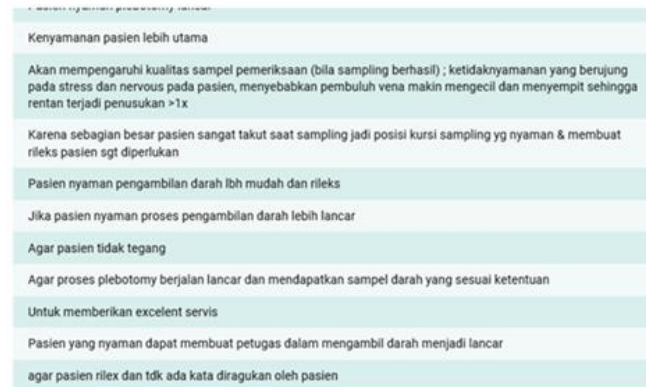 Kenyamanan pasien lebih utama
Akan mempengaruhi kualitas sampel pemeriksaan (bila sampling berhasil) ; ketidaknyamanan yang berujung
pada stress dan nervous pada pasien, menyebabkan pembuluh vena makin mengecil dan menyempit sehingga
rentan terjadi penusukan >1x
Karena sebagian besar pasien sangat takut saat sampling jadi posisi kursi sampling yg nyaman & membuat
rileks pasien sgt diperlukan
Pasien nyaman pengambilan darah lbh mudah dan rileks
Jika pasien nyaman proses pengambilan darah lebih lancar
Agar pasien tidak tegang
Agar proses plebotomy berjalan lancar dan mendapatkan sampel darah yang sesuai ketentuan
Untuk memberikan excelent servis
Pasien yang nyaman dapat membuat petugas dalam mengambil darah menjadi lancar
agar pasien rilex dan tdk ada kata diragukan oleh pasien